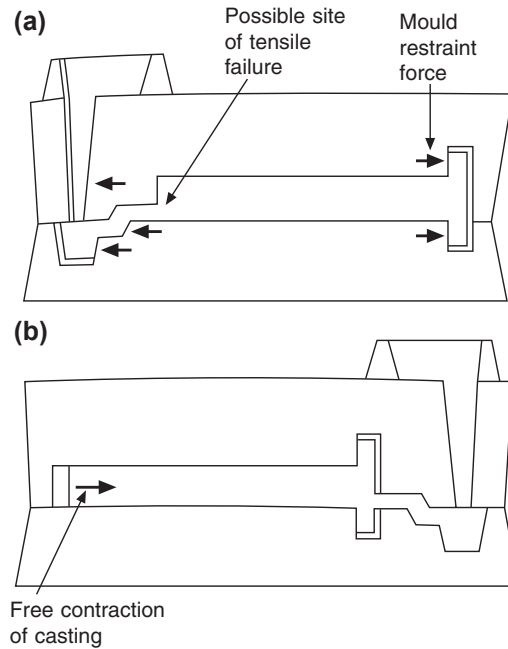 (a)
Possible site
of tensile
failure
Mould
restraint
force
(b)
Free contraction
of casting